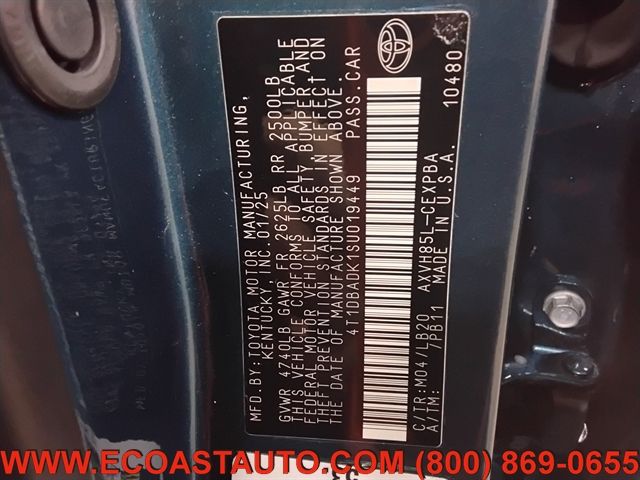 MFD.BY:TOYOTA MOTOR MANUFACTURING,
KENTUCKY, INC.01/25
GVWR 4740LB GAWR FR 2625LB RR 2500LB
THIS VEHICLE CONFORMS TO ALL APPLICABLE
FEDERAL MOTOR VEHICLE SAFETY, BUMPER, AND
THEFT PREVENTION STANDARDS IN EFFECT ON
THE DATE OF MANUFACTURE SHOWN ABOVE.
4T1DBADK1SU019449 PASS.CAR
C/TR:M04/LB20 AXVH85L-CEXPBA
A/TM: /PB11 MADE IN U.S.A.
10480
WWW.ECOASTAUTO.COM (800) 869-0655